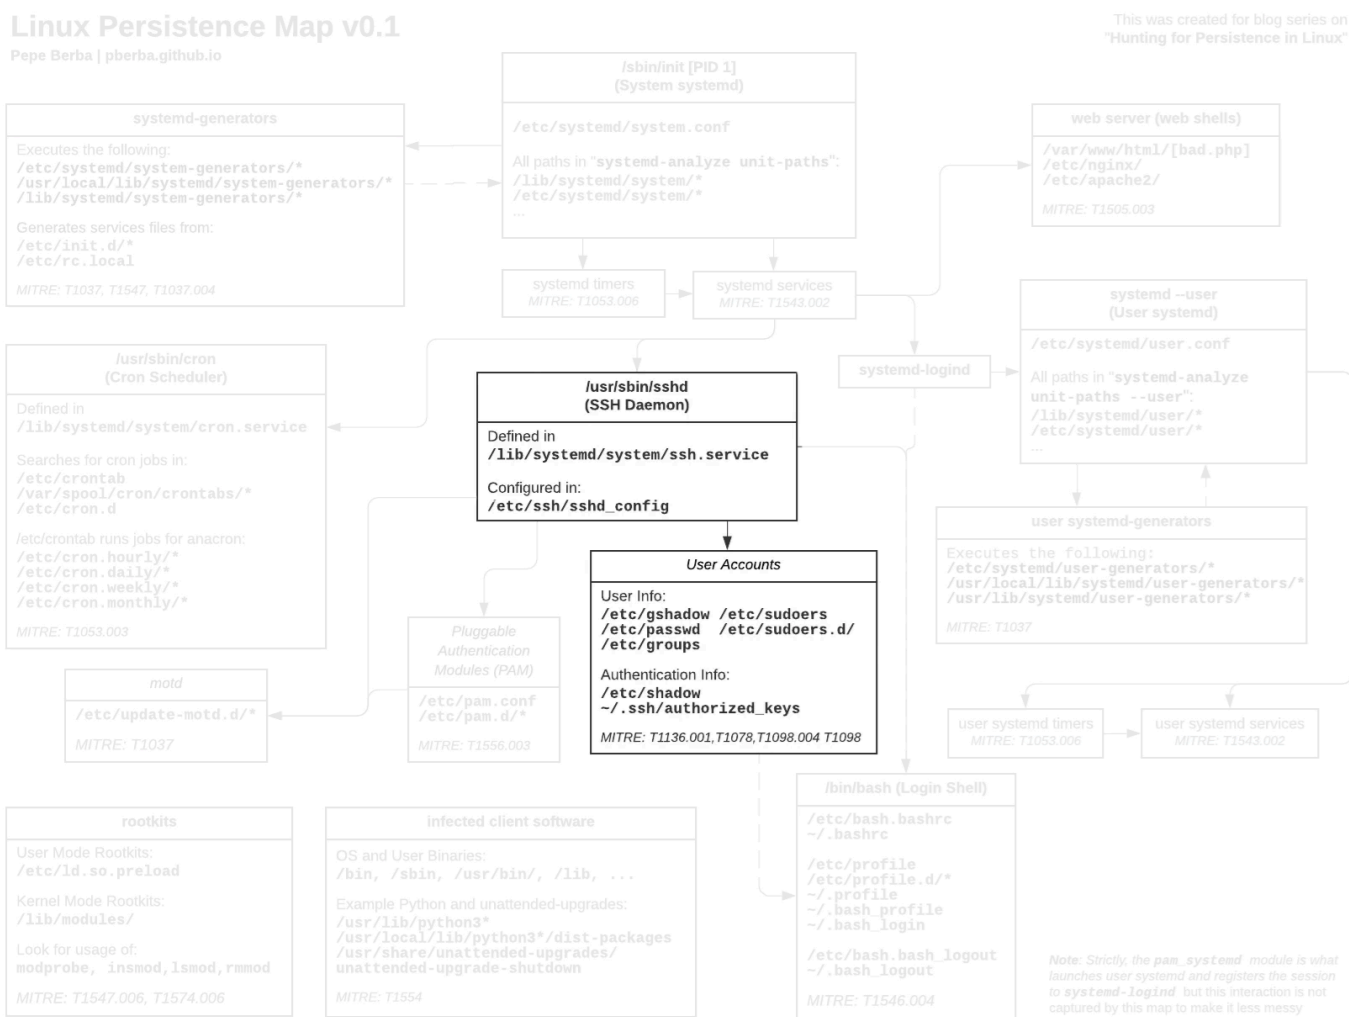 Linux Persistence Map v0.1
Pepe Berba | pberba.github.io
This was created for blog series on
"Hunting for Persistence in Linux"
/sbin/init [PID 1]
(System systemd)
/etc/systemd/system.conf
All paths in "systemd-analyze unit-paths":
/lib/systemd/system/*
/etc/systemd/system/*
...
systemd-generators
Executes the following:
/etc/systemd/system-generators/*
/usr/local/lib/systemd/system-generators/*
/lib/systemd/system-generators/*
Generates services files from:
/etc/init.d/*
/etc/rc.local
MITRE: T1037, T1547, T1037.004
web server (web shells)
/var/www/html/[bad.php]
/etc/nginx/
/etc/apache2/
MITRE: T1505.003
systemd timers
MITRE: T1053.006
systemd services
MITRE: T1543.002
systemd --user
(User systemd)
/etc/systemd/user.conf
All paths in "systemd-analyze
unit-paths --user":
/lib/systemd/user/*
/etc/systemd/user/*
...
/usr/sbin/cron
(Cron Scheduler)
Defined in
/lib/systemd/system/cron.service
Searches for cron jobs in:
/etc/crontab
/var/spool/cron/crontabs/*
/etc/cron.d
/etc/crontab runs jobs for anacron:
/etc/cron.hourly/*
/etc/cron.daily/*
/etc/cron.weekly/*
/etc/cron.monthly/*
MITRE: T1053.003
systemd-logind
/usr/sbin/sshd
(SSH Daemon)
Defined in
/lib/systemd/system/ssh.service
Configured in:
/etc/ssh/sshd_config
user systemd-generators
Executes the following:
/etc/systemd/user-generators/*
/usr/local/lib/systemd/user-generators/*
/usr/lib/systemd/user-generators/*
MITRE: T1037
User Accounts
User Info:
/etc/gshadow /etc/sudoers
/etc/passwd /etc/sudoers.d/
/etc/groups
Authentication Info:
/etc/shadow
~/.ssh/authorized_keys
MITRE: T1136.001,T1078,T1098.004 T1098
Pluggable
Authentication
Modules (PAM)
/etc/pam.conf
/etc/pam.d/*
MITRE: T1556.003
motd
/etc/update-motd.d/*
MITRE: T1037
user systemd timers
MITRE: T1053.006
user systemd services
MITRE: T1543.002
/bin/bash (Login Shell)
/etc/bash.bashrc
~/.bashrc
/etc/profile
/etc/profile.d/*
~/.profile
~/.bash_profile
~/.bash_login
/etc/bash.bash_logout
~/.bash_logout
MITRE: T1546.004
rootkits
User Mode Rootkits:
/etc/ld.so.preload
Kernel Mode Rootkits:
/lib/modules/
Look for usage of:
modprobe, insmod,lsmod,rmmod
MITRE: T1547.006, T1574.006
infected client software
OS and User Binaries:
/bin, /sbin, /usr/bin/, /lib, ...
Example Python and unattended-upgrades:
/usr/lib/python3*
/usr/local/lib/python3*/dist-packages
/usr/share/unattended-upgrades/
unattended-upgrade-shutdown
MITRE: T1554
Note: Strictly, the pam_systemd module is what
launches user systemd and registers the session
to systemd-logind but this interaction is not
captured by this map to make it less messy